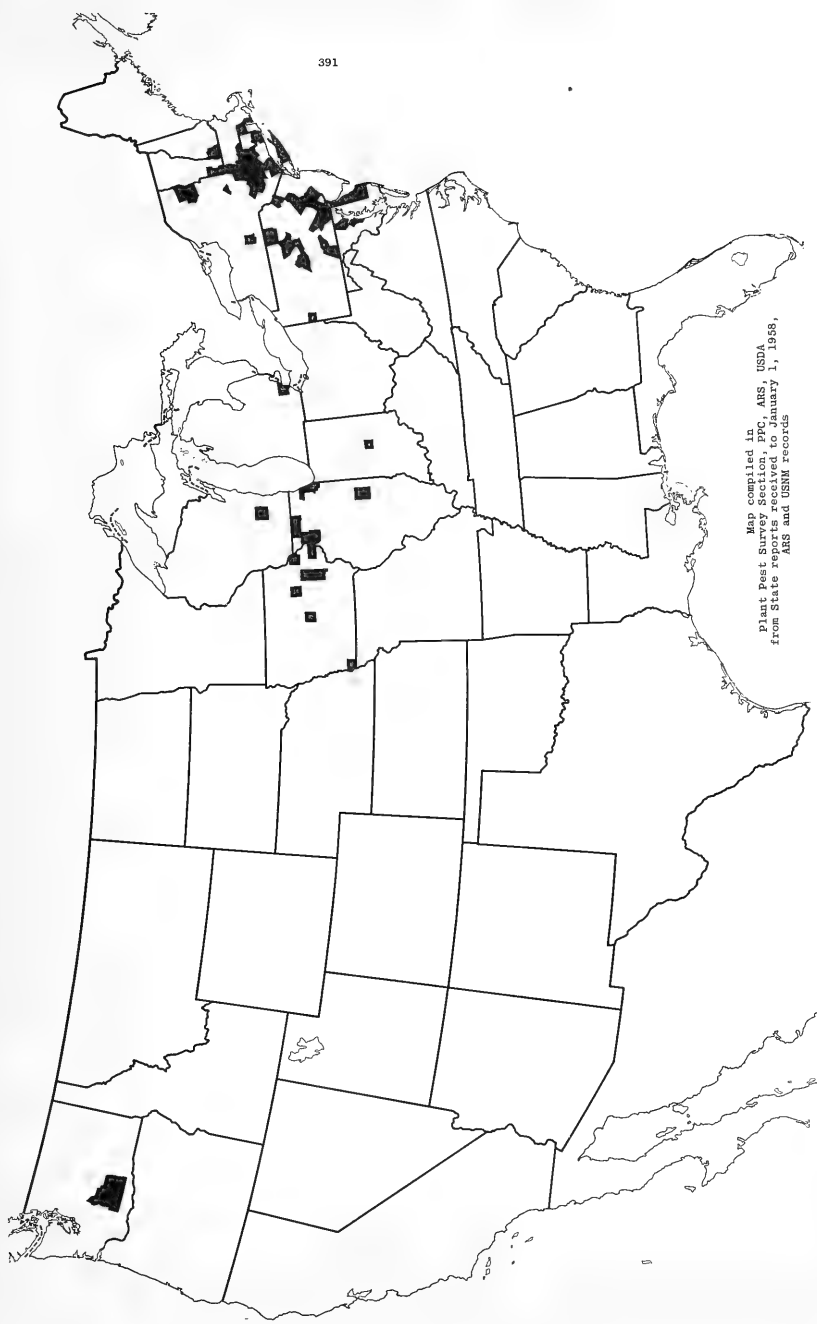 391
Map compiled in
Plant Pest Survey Section, PPC, ARS, USDA
from State reports received to January 1, 1958,
ARS and USNM records